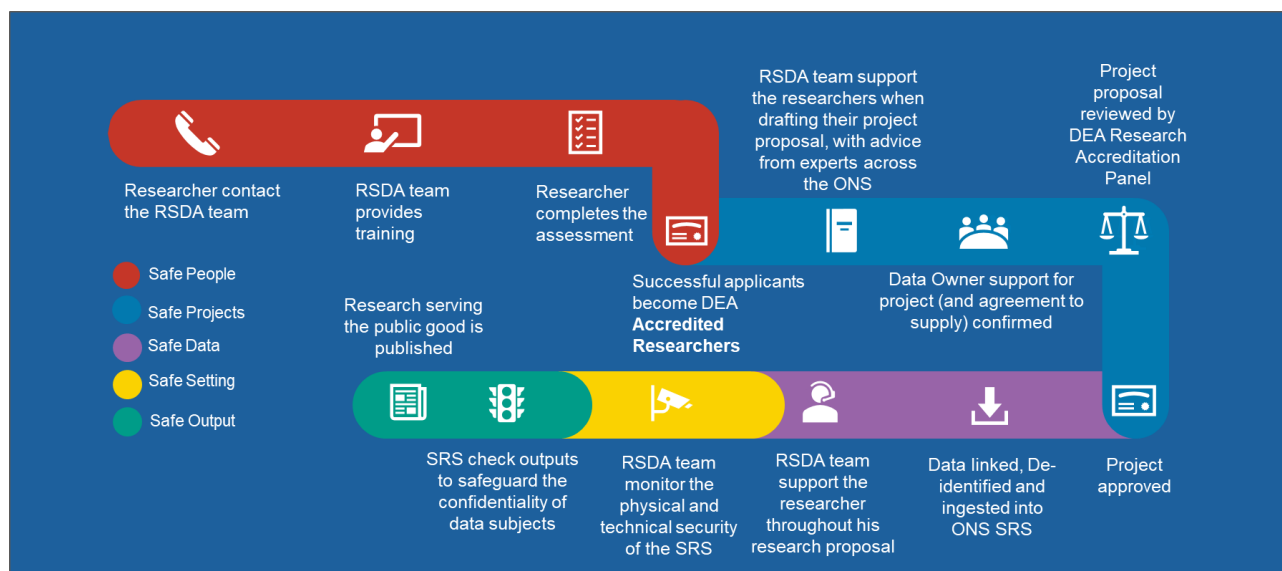 Researcher contact
the RSDA team
RSDA team
provides
training
Researcher
completes the
assessment
Successful applicants
become DEA
Accredited
Researchers
RSDA team support
the researchers when
drafting their project
proposal, with advice
from experts across
the ONS
Data Owner support for
project (and agreement to
supply) confirmed
Project
proposal
reviewed by
DEA Research
Accreditation
Panel
Safe People
Safe Projects
Safe Data
Safe Setting
Safe Output
Project
approved
Data linked, De-
identified and
ingested into
ONS SRS
RSDA team
support the
researcher
throughout his
research proposal
RSDA team
monitor the
physical and
technical security
of the SRS
SRS check outputs
to safeguard the
confidentiality of
data subjects
Research serving
the public good is
published